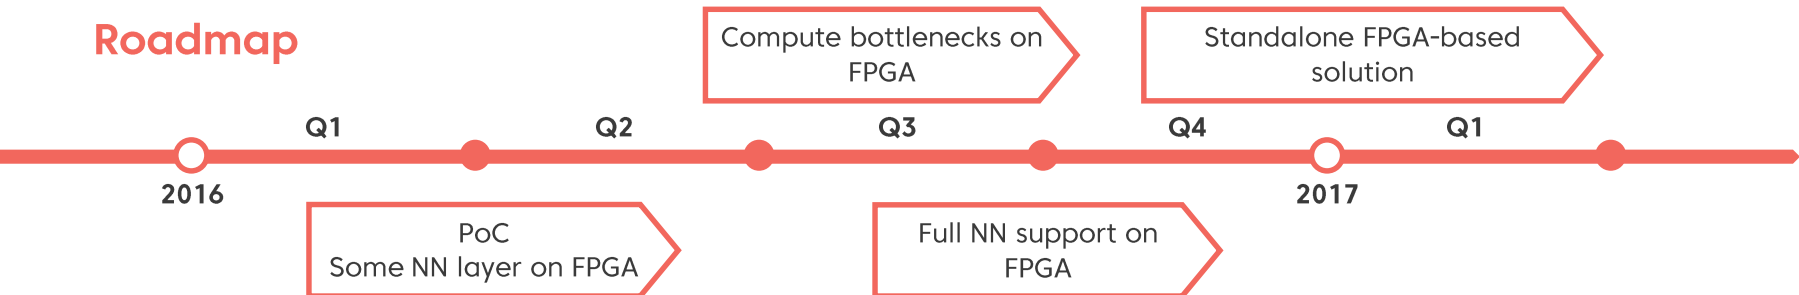 Roadmap
Compute bottlenecks on
FPGA
Standalone FPGA-based
solution
Q1
Q2
Q3
Q4
Q1
2016
2017
PoC
Some NN layer on FPGA
Full NN support on
FPGA